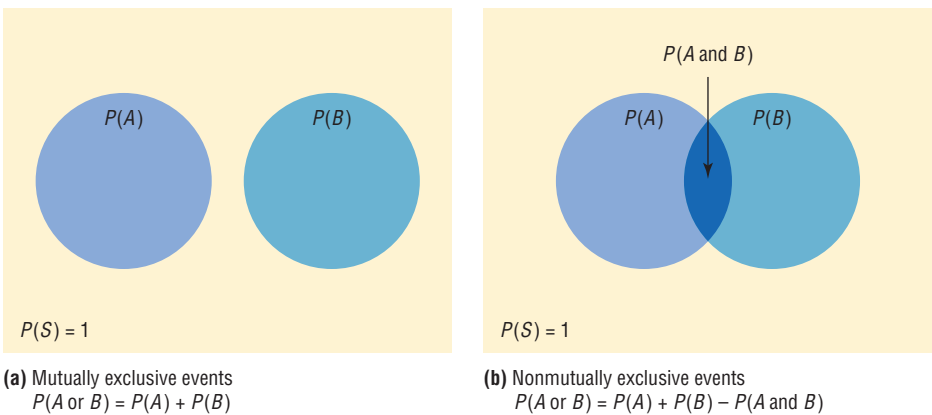 P(A)
P(B)
P(S) = 1
(a) Mutually exclusive events
P(A or B) = P(A) + P(B)
P(A and B)
P(A)
P(B)
P(S) = 1
(b) Nonmutually exclusive events
P(A or B) = P(A) + P(B) – P(A and B)